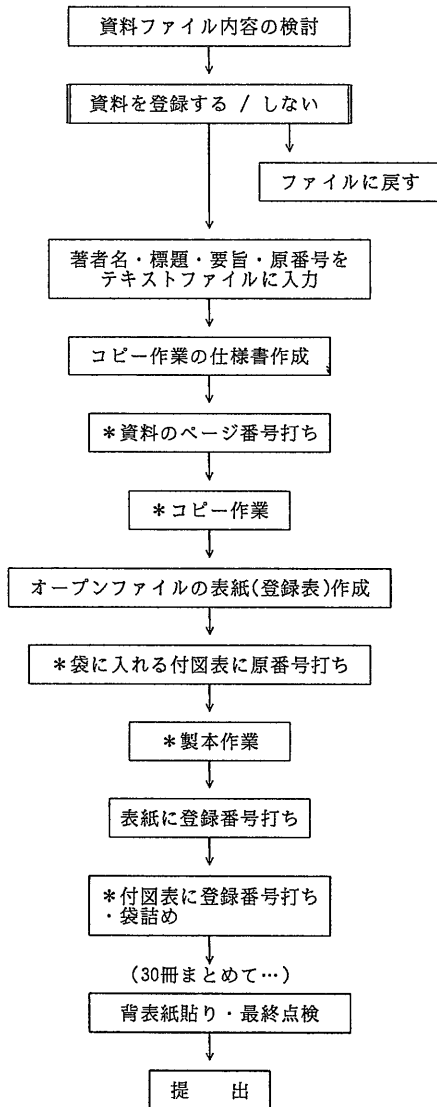 資料ファイル内容の検討
資料を登録する / しない
ファイルに戻す
著者名・標題・要旨・原番号を
テキストファイルに入力
コピー作業の仕様書作成
＊資料のページ番号打ち
＊コピー作業
オープンファイルの表紙(登録表)作成
＊袋に入れる付図表に原番号打ち
＊製本作業
表紙に登録番号打ち
＊付図表に登録番号打ち
・袋詰め
(30冊まとめて…)
背表紙貼り・最終点検
提　出